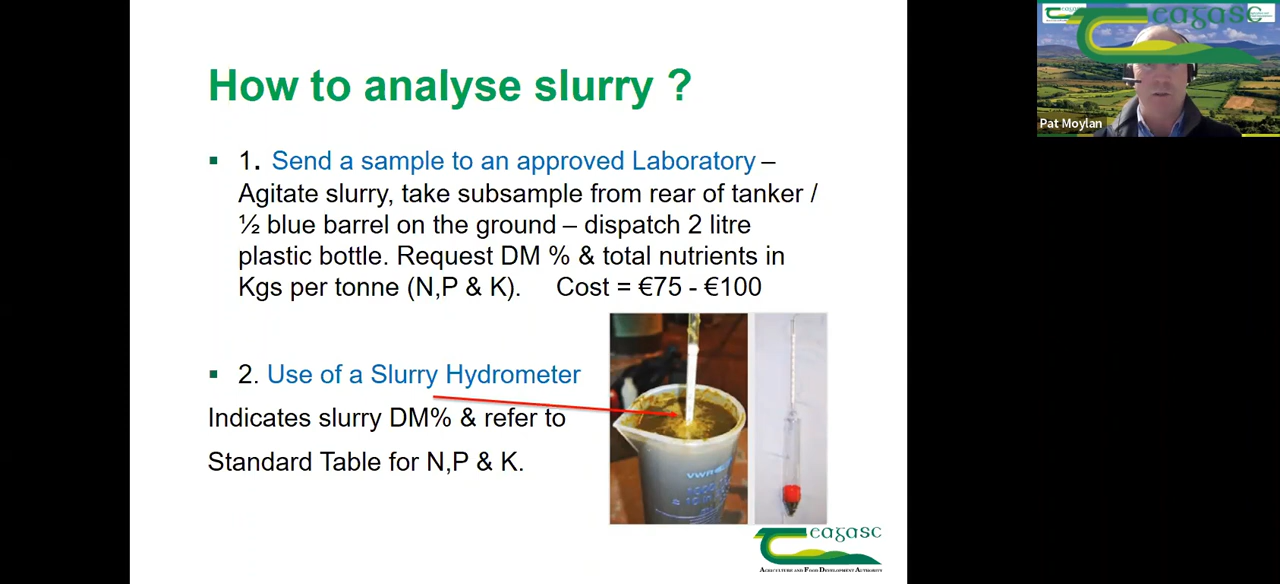 How to analyse slurry ?
1. Send a sample to an approved Laboratory –
Agitate slurry, take subsample from rear of tanker /
½ blue barrel on the ground – dispatch 2 litre
plastic bottle. Request DM % & total nutrients in
Kgs per tonne (N,P & K). Cost = €75 - €100
2. Use of a Slurry Hydrometer
Indicates slurry DM% & refer to
Standard Table for N,P & K.
VWR
eagasc
AGRICULTURE AND FOOD DEVELOPMENT AUTHORITY
eagasc
Pat Moylan